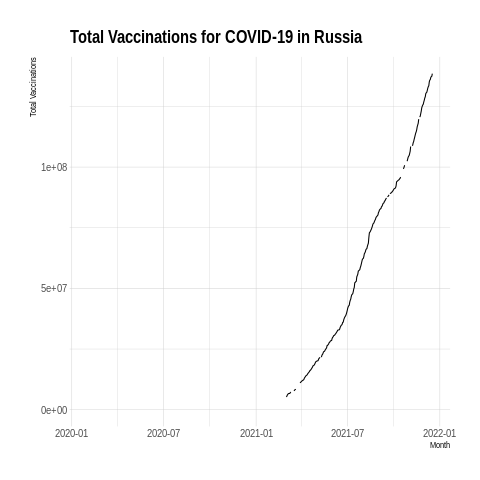 Total Vaccinations for COVID-19 in Russia
Total Vaccinations
1e+08
5e+07
0e+00
2020-01 2020-07 2021-01 2021-07 2022-01
Month